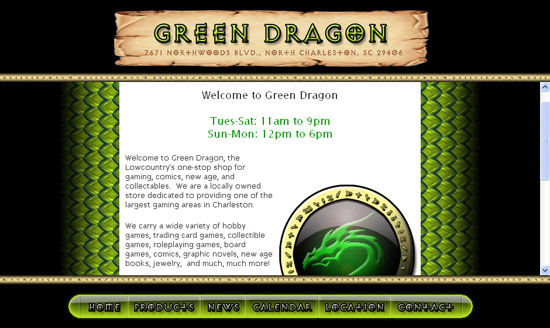 GREEN DRAGON
7671 NORTHWOODS BLVD., NORTH CHARLESTON, SC 29406
Welcome to Green Dragon
Tues-Sat: 11am to 9pm
Sun-Mon: 12pm to 6pm
Welcome to Green Dragon, the
Lowcountry's one-stop shop for
gaming, comics, new age, and
collectables.  We are a locally owned
store dedicated to providing one of the
largest gaming areas in Charleston.
We carry a wide variety of hobby
games, trading card games, collectible
games, roleplaying games, board
games, comics, graphic novels, new age
books, jewelry,  and much, much more!
HOME PRODUCTS NEWS CALENDAR LOCATION CONTACT